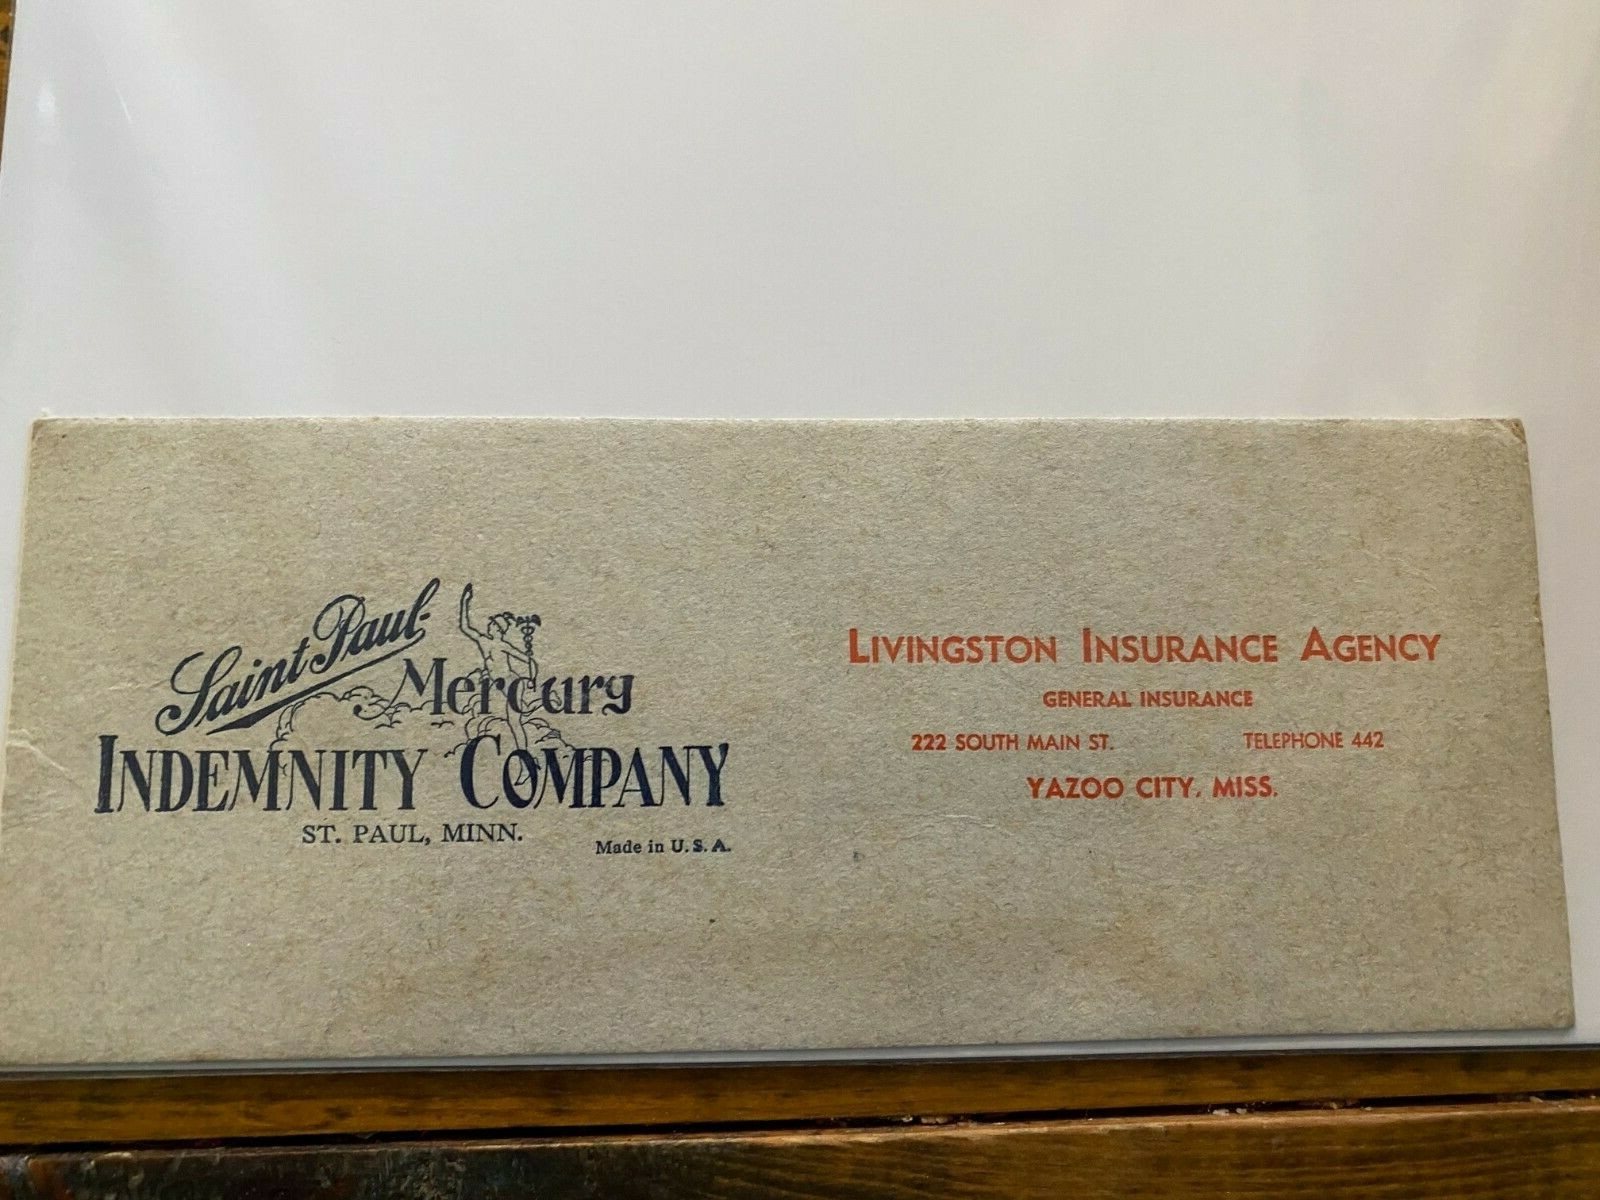 Saint Paul-
Mercury
INDEMNITY COMPANY
ST. PAUL, MINN.
Made in U.S.A.
LIVINGSTON INSURANCE AGENCY
GENERAL INSURANCE
222 SOUTH MAIN ST. TELEPHONE 442
YAZOO CITY, MISS.